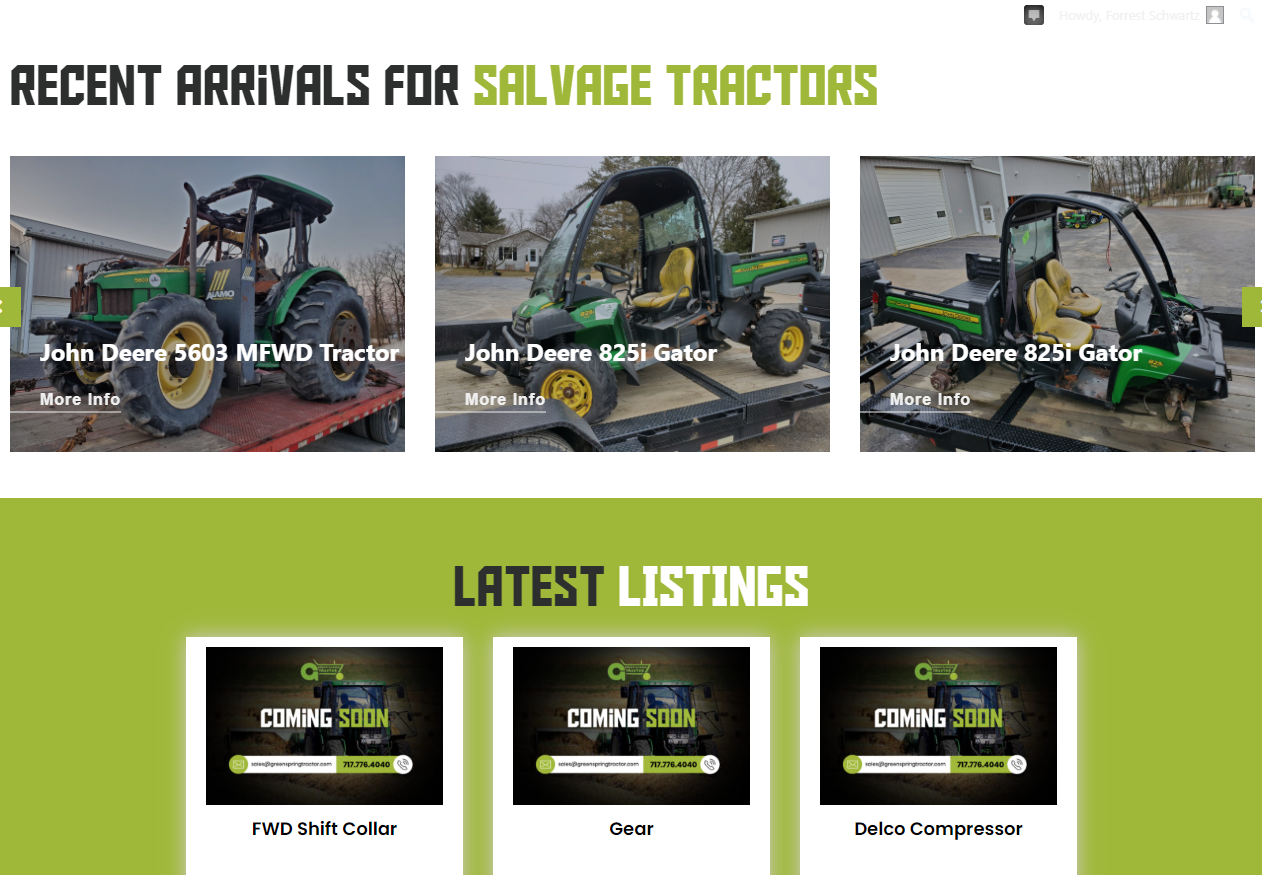 Howdy, Forrest Schwartz
RECENT ARRiVALS FOR SALVAGE TRACTORS
ALAMO
John Deere 5603 MFWD Tractor
More Info
John Deere 825i Gator
More Info
John Deere 825i Gator
More Info
LATEST LISTINGS
COMiNG SOON
sales@greenspringtractor.com 717.776.4040
FWD Shift Collar
COMiNG SOON
sales@greenspringtractor.com 717.776.4040
Gear
COMiNG SOON
sales@greenspringtractor.com 717.776.4040
Delco Compressor